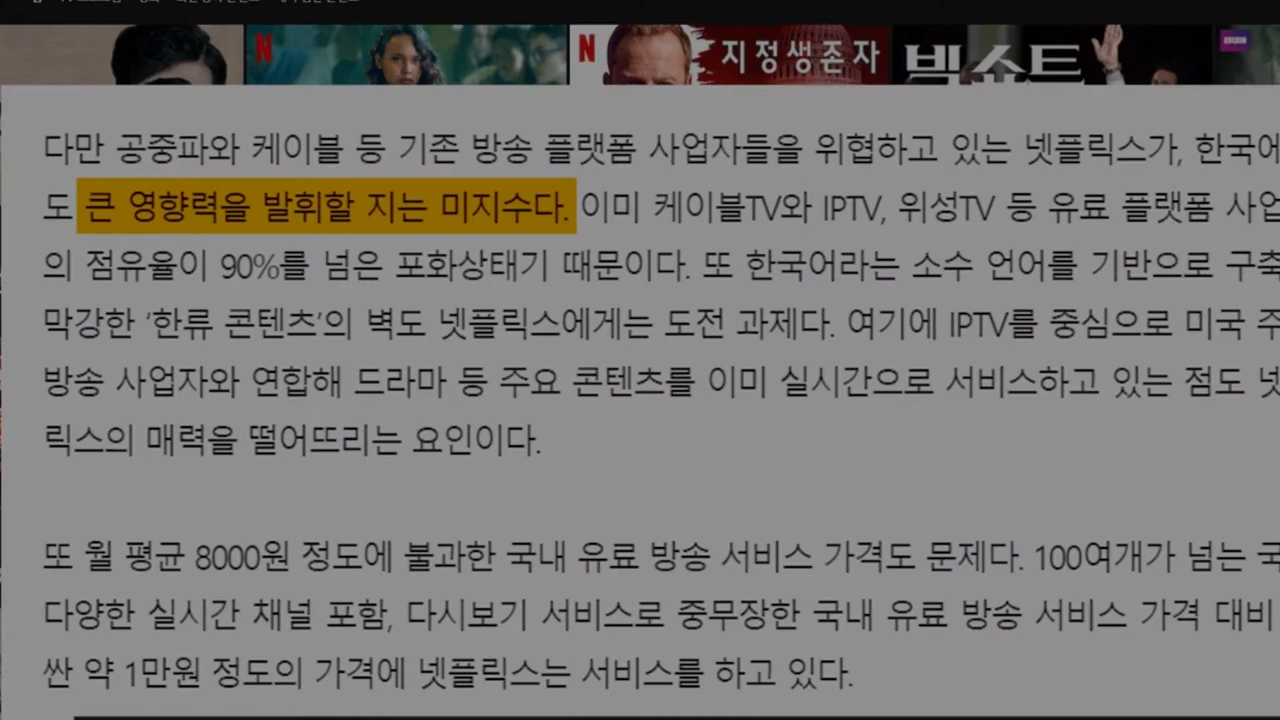 N
N
지정생존자
빅쇼트
BBC
다만 공중파와 케이블 등 기존 방송 플랫폼 사업자들을 위협하고 있는 넷플릭스가, 한국어
도 큰 영향력을 발휘할 지는 미지수다. 이미 케이블TV와 IPTV, 위성TV 등 유료 플랫폼 사업
의 점유율이 90%를 넘은 포화상태기 때문이다. 또 한국어라는 소수 언어를 기반으로 구축
막강한 '한류 콘텐츠'의 벽도 넷플릭스에게는 도전 과제다. 여기에 IPTV를 중심으로 미국 주
방송 사업자와 연합해 드라마 등 주요 콘텐츠를 이미 실시간으로 서비스하고 있는 점도 넷
릭스의 매력을 떨어뜨리는 요인이다.
또 월 평균 8000원 정도에 불과한 국내 유료 방송 서비스 가격도 문제다. 100여개가 넘는 국
다양한 실시간 채널 포함, 다시보기 서비스로 중무장한 국내 유료 방송 서비스 가격 대비
싼 약 1만원 정도의 가격에 넷플릭스는 서비스를 하고 있다.